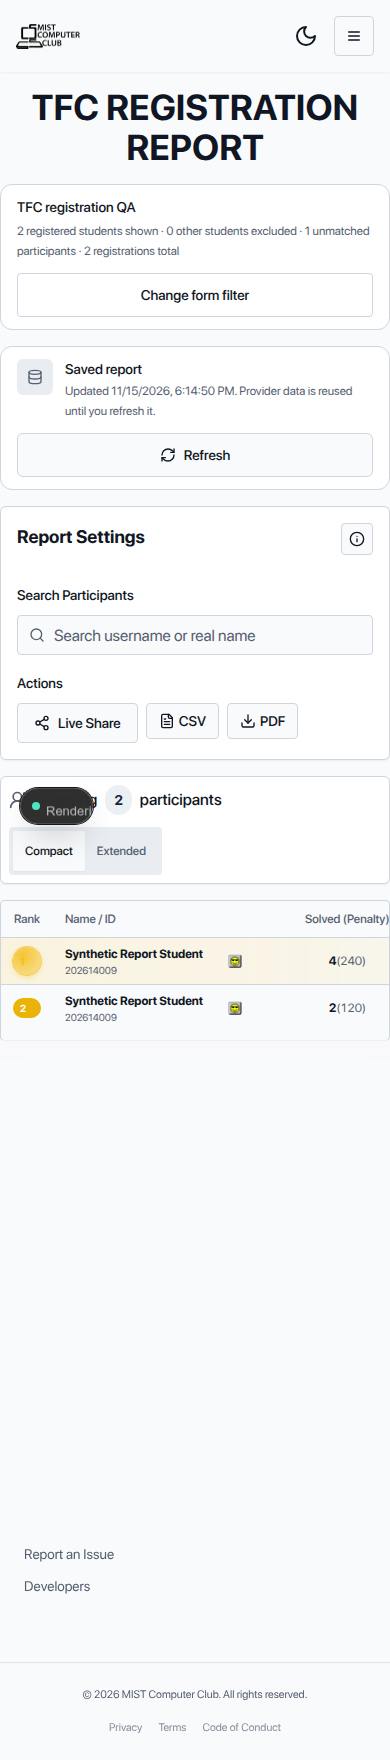 MIST
COMPUTER
CLUB
TFC REGISTRATION
REPORT
TFC registration QA
2 registered students shown · 0 other students excluded · 1 unmatched
participants · 2 registrations total
Change form filter
Saved report
Updated 11/15/2026, 6:14:50 PM. Provider data is reused
until you refresh it.
Refresh
Report Settings
Search Participants
Search username or real name
Actions
Live Share CSV PDF
2 participants
Compact Extended
Rank Name / ID Solved (Penalty)
1 Synthetic Report Student 4(240)
202614009
2 Synthetic Report Student 2(120)
202614009
Report an Issue
Developers
© 2026 MIST Computer Club. All rights reserved.
Privacy Terms Code of Conduct